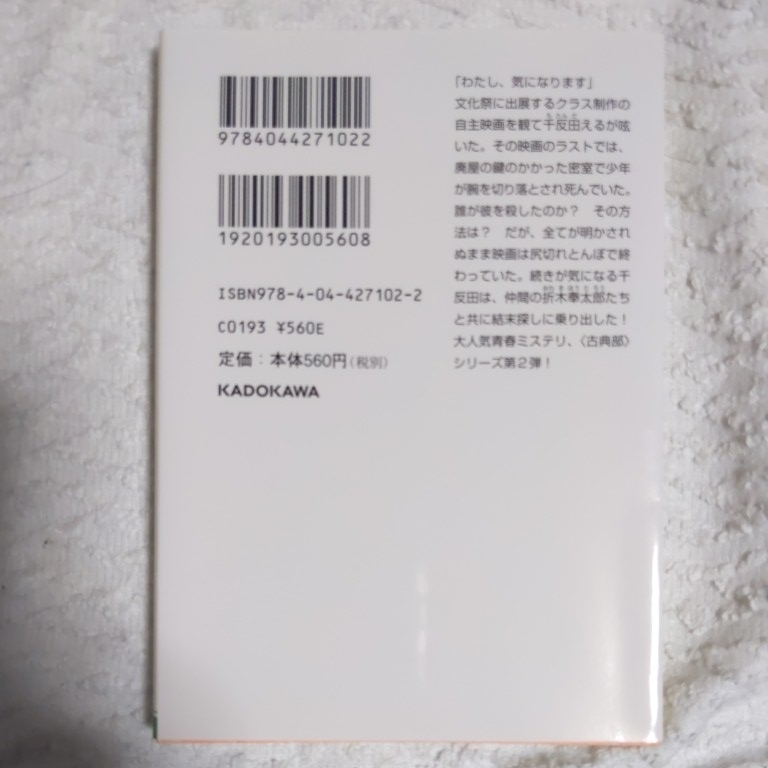 9784044271022
1920193005608
ISBN978-4-04-427102-2
C0193 ¥560E
定価：本体560円(税別)
KADOKAWA
「わたし、気になります」
文化祭に出展するクラス制作の
自主映画を観て千反田えるが呟
いた。その映画のラストでは、
廃屋の鍵のかかった密室で少年
が腕を切り落とされ死んでいた。
誰が彼を殺したのか？　その方
法は？　だが、全てが明かされ
ぬまま映画は尻切れとんぼで終
わっていた。続きが気になる千
反田は、仲間の折木奉太郎たち
と共に結末探しに乗り出した！
大人気青春ミステリ、〈古典部〉
シリーズ第2弾！